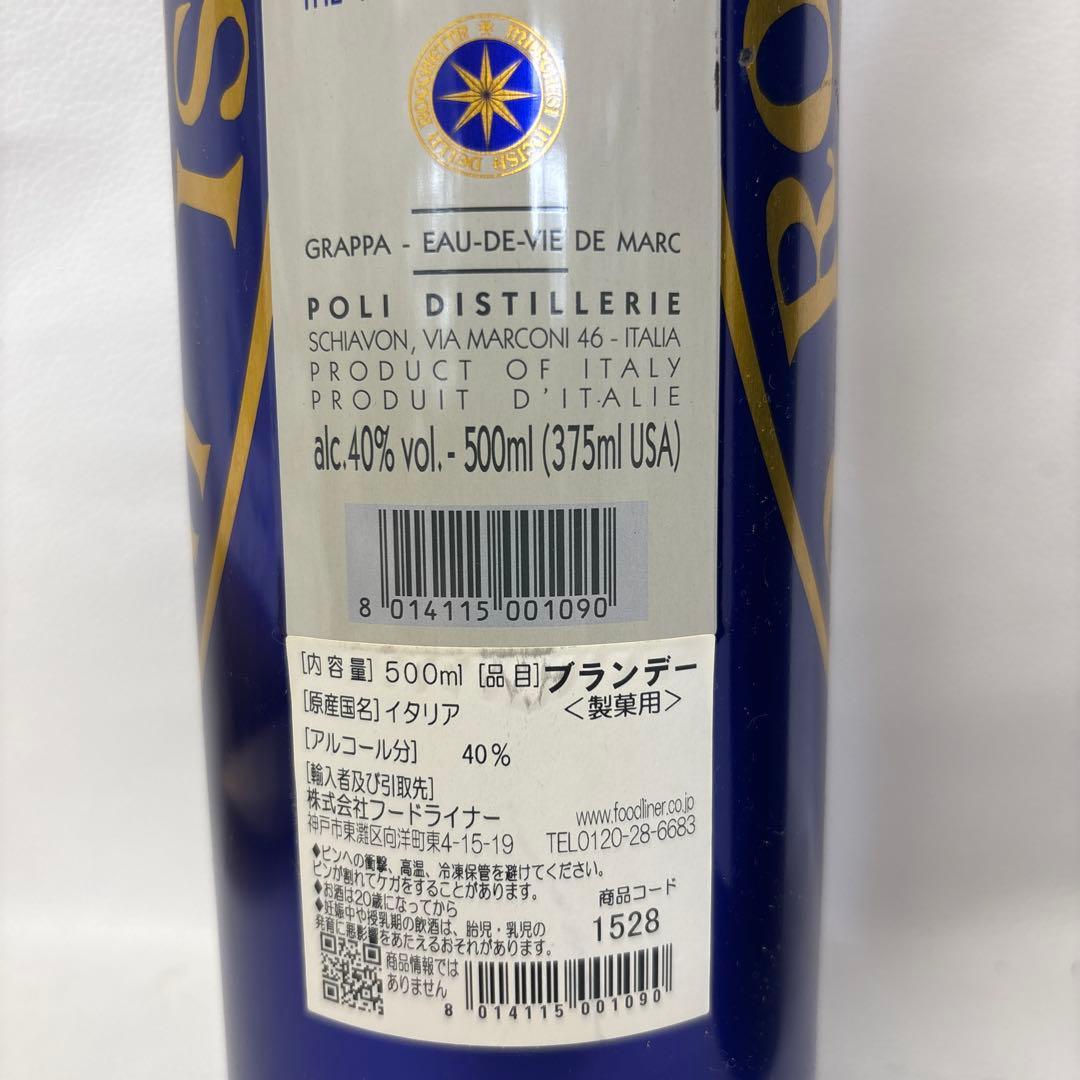 IS
RO
MARCHESI INCISA DELLA ROCCHETTA
GRAPPA - EAU-DE-VIE DE MARC
POLI DISTILLERIE
SCHIAVON, VIA MARCONI 46 - ITALIA
PRODUCT OF ITALY
PRODUIT D'ITALIE
alc.40% vol. - 500ml (375ml USA)
8 014115 001090
[内容量] 500ml [品目] ブランデー
<製菓用>
[原産国名] イタリア
[アルコール分] 40%
[輸入者及び引取先]
株式会社フードライナー www.foodliner.co.jp
神戸市東灘区向洋町東4-15-19 TEL0120-28-6683
◆ビンへの衝撃、高温、冷凍保管を避けてください。
ビンが割れてケガをすることがあります。
◆お酒は20歳になってから
◆妊娠中や授乳期の飲酒は、胎児・乳児の
発育に悪影響をあたえるおそれがあります。
商品コード
1528
商品情報では
ありません
8 014115 001090